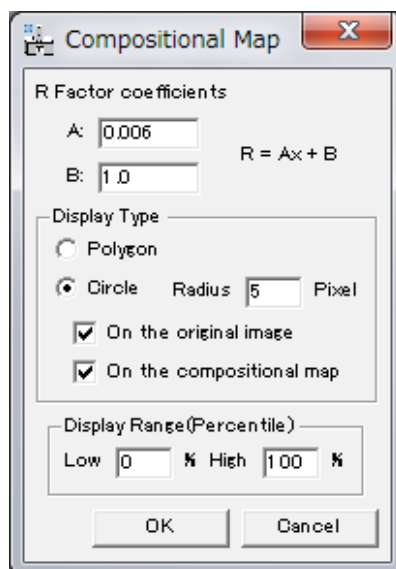 Compositional Map
R Factor coefficients
A: 0.006
R = Ax + B
B: 1.0
Display Type
Polygon
Circle Radius 5 Pixel
On the original image
On the compositional map
Display Range(Percentile)
Low 0 % High 100 %
OK Cancel